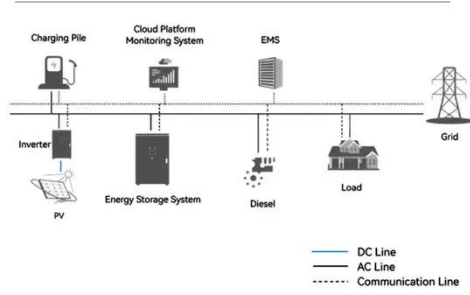 Charging Pile
Cloud Platform
Monitoring System
EMS
Grid
Inverter
PV
Energy Storage System
Diesel
Load
DC Line
AC Line
Communication Line